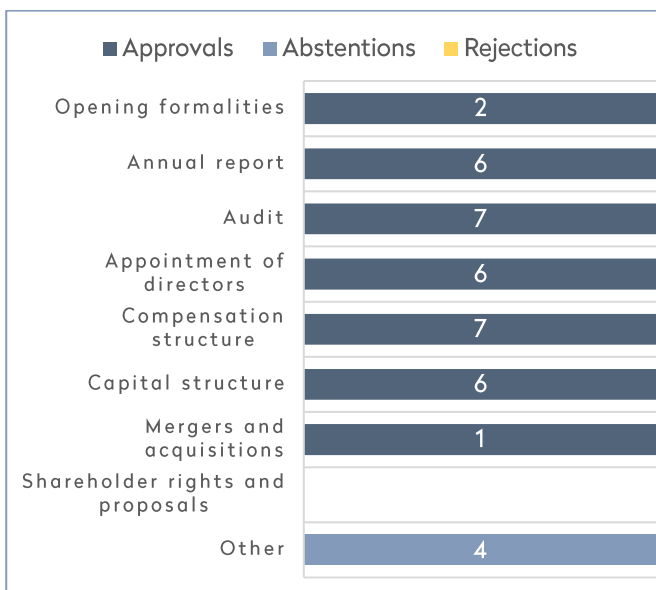 Approvals Abstentions Rejections
Opening formalities 2
Annual report 6
Audit 7
Appointment of
directors 6
Compensation
structure 7
Capital structure 6
Mergers and
acquisitions 1
Shareholder rights and
proposals
Other 4